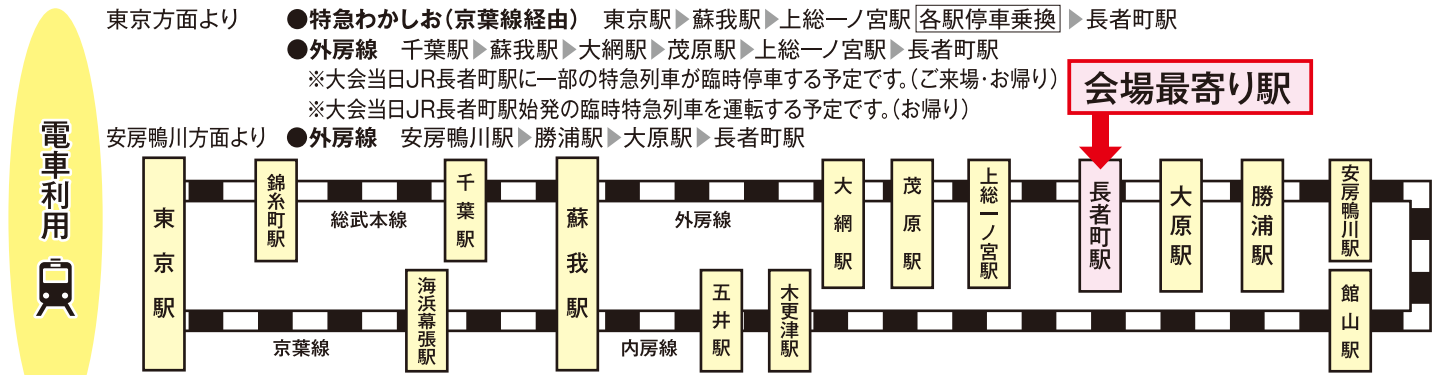 電車利用
東京方面より ●特急わかしお（京葉線経由） 東京駅▶蘇我駅▶上総一ノ宮駅 各駅停車乗換 ▶長者町駅
●外房線 千葉駅▶蘇我駅▶大網駅▶茂原駅▶上総一ノ宮駅▶長者町駅
※大会当日JR長者町駅に一部の特急列車が臨時停車する予定です。（ご来場・お帰り）
※大会当日JR長者町駅始発の臨時特急列車を運転する予定です。（お帰り）
会場最寄り駅
安房鴨川方面より ●外房線 安房鴨川駅▶勝浦駅▶大原駅▶長者町駅
東京駅
錦糸町駅
総武本線
千葉駅
蘇我駅
外房線
大網駅
茂原駅
上総一ノ宮駅
長者町駅
大原駅
勝浦駅
安房鴨川駅
京葉線
海浜幕張駅
内房線
五井駅
木更津駅
館山駅